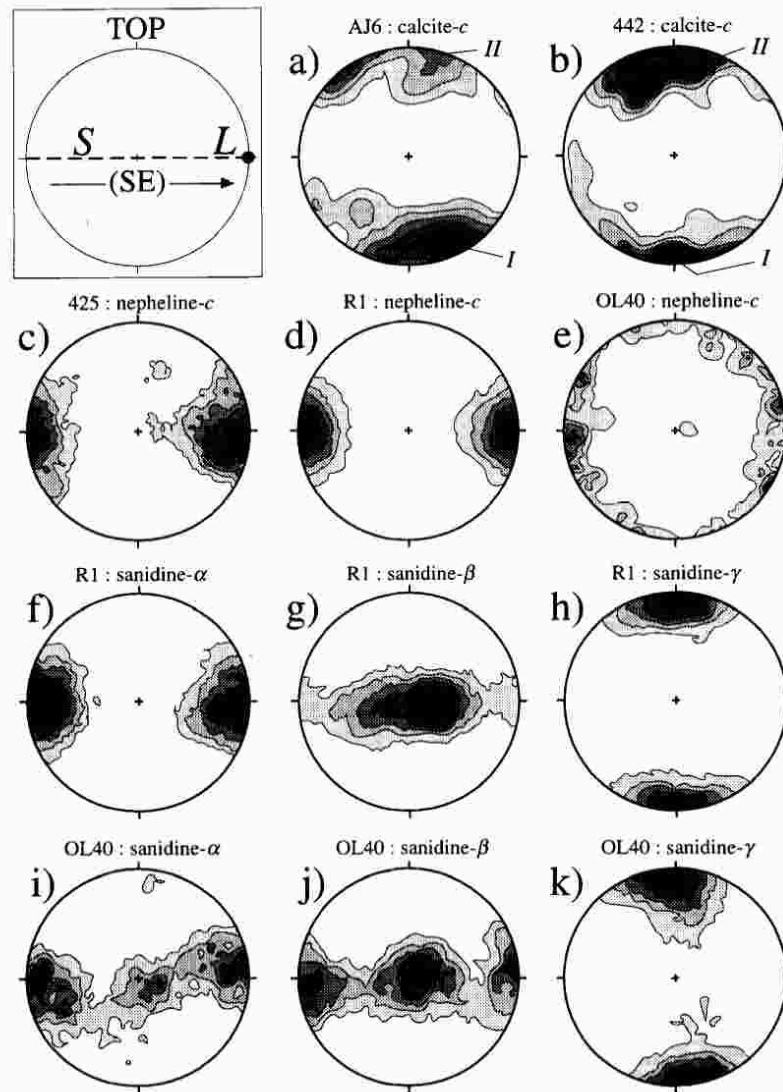 TOP
S L
(SE)
AJ6 : calcite-c
a)
II
I
442 : calcite-c
b)
II
I
425 : nepheline-c
c)
R1 : nepheline-c
d)
OL40 : nepheline-c
e)
R1 : sanidine-α
f)
R1 : sanidine-β
g)
R1 : sanidine-γ
h)
OL40 : sanidine-α
i)
OL40 : sanidine-β
j)
OL40 : sanidine-γ
k)